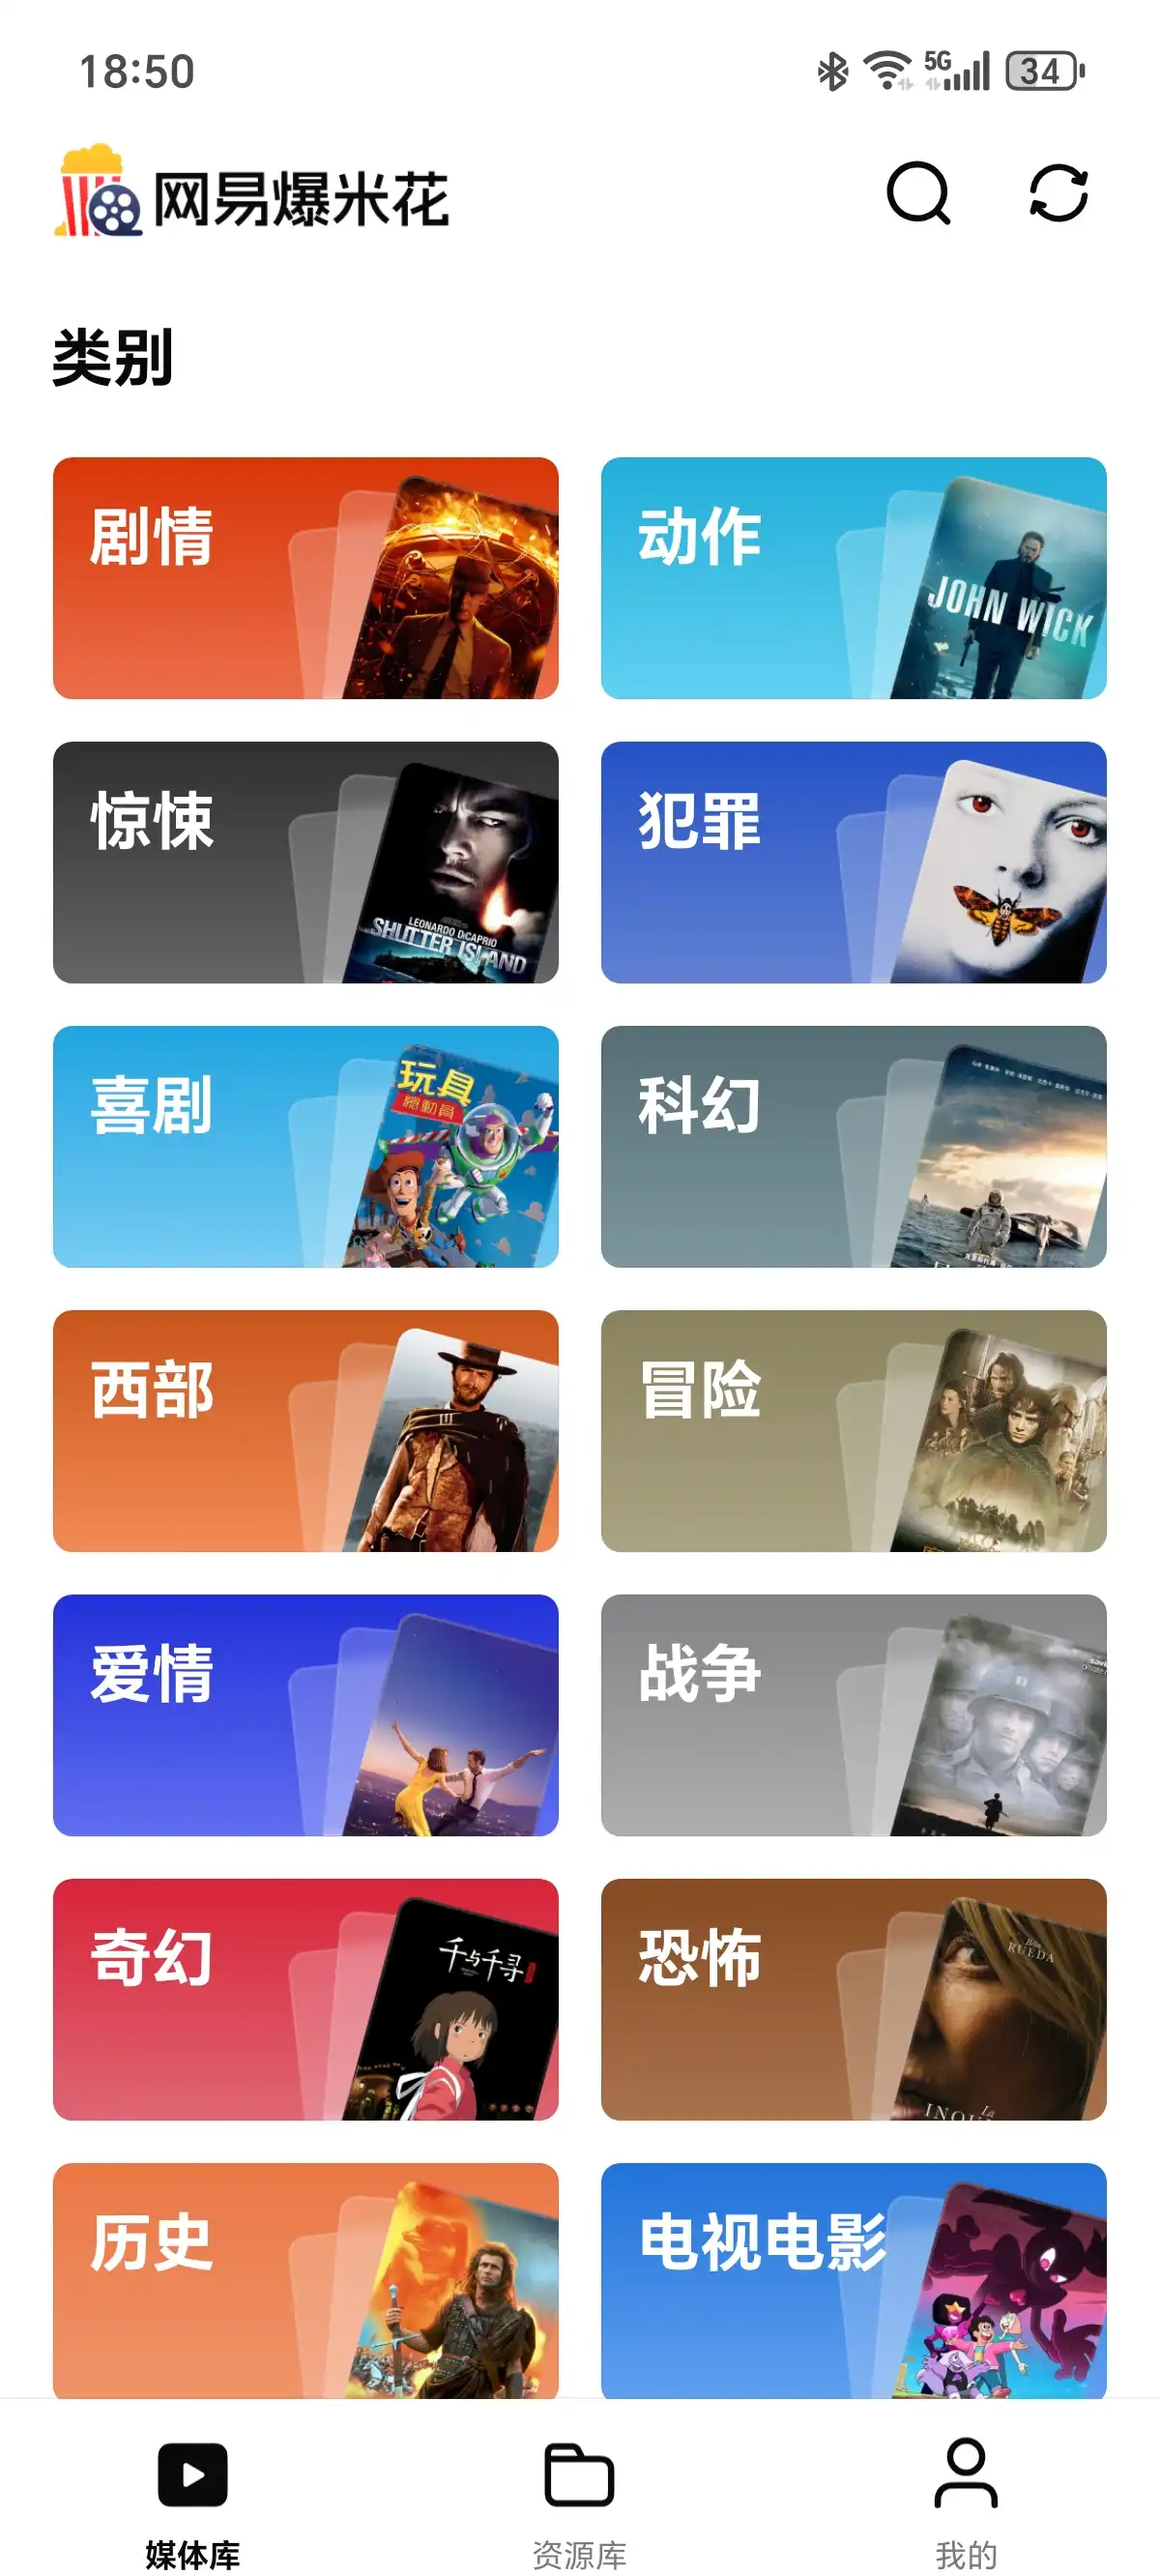 18:50
5G
34
网易爆米花
类别
剧情
动作
JOHN WICK
惊悚
犯罪
LEONARDO DiCAPRIO
SHUTTER ISLAND
喜剧
玩具
總動員
科幻
西部
冒险
爱情
战争
奇幻
千与千寻
恐怖
RUEDA
La
历史
电视电影
媒体库
资源库
我的